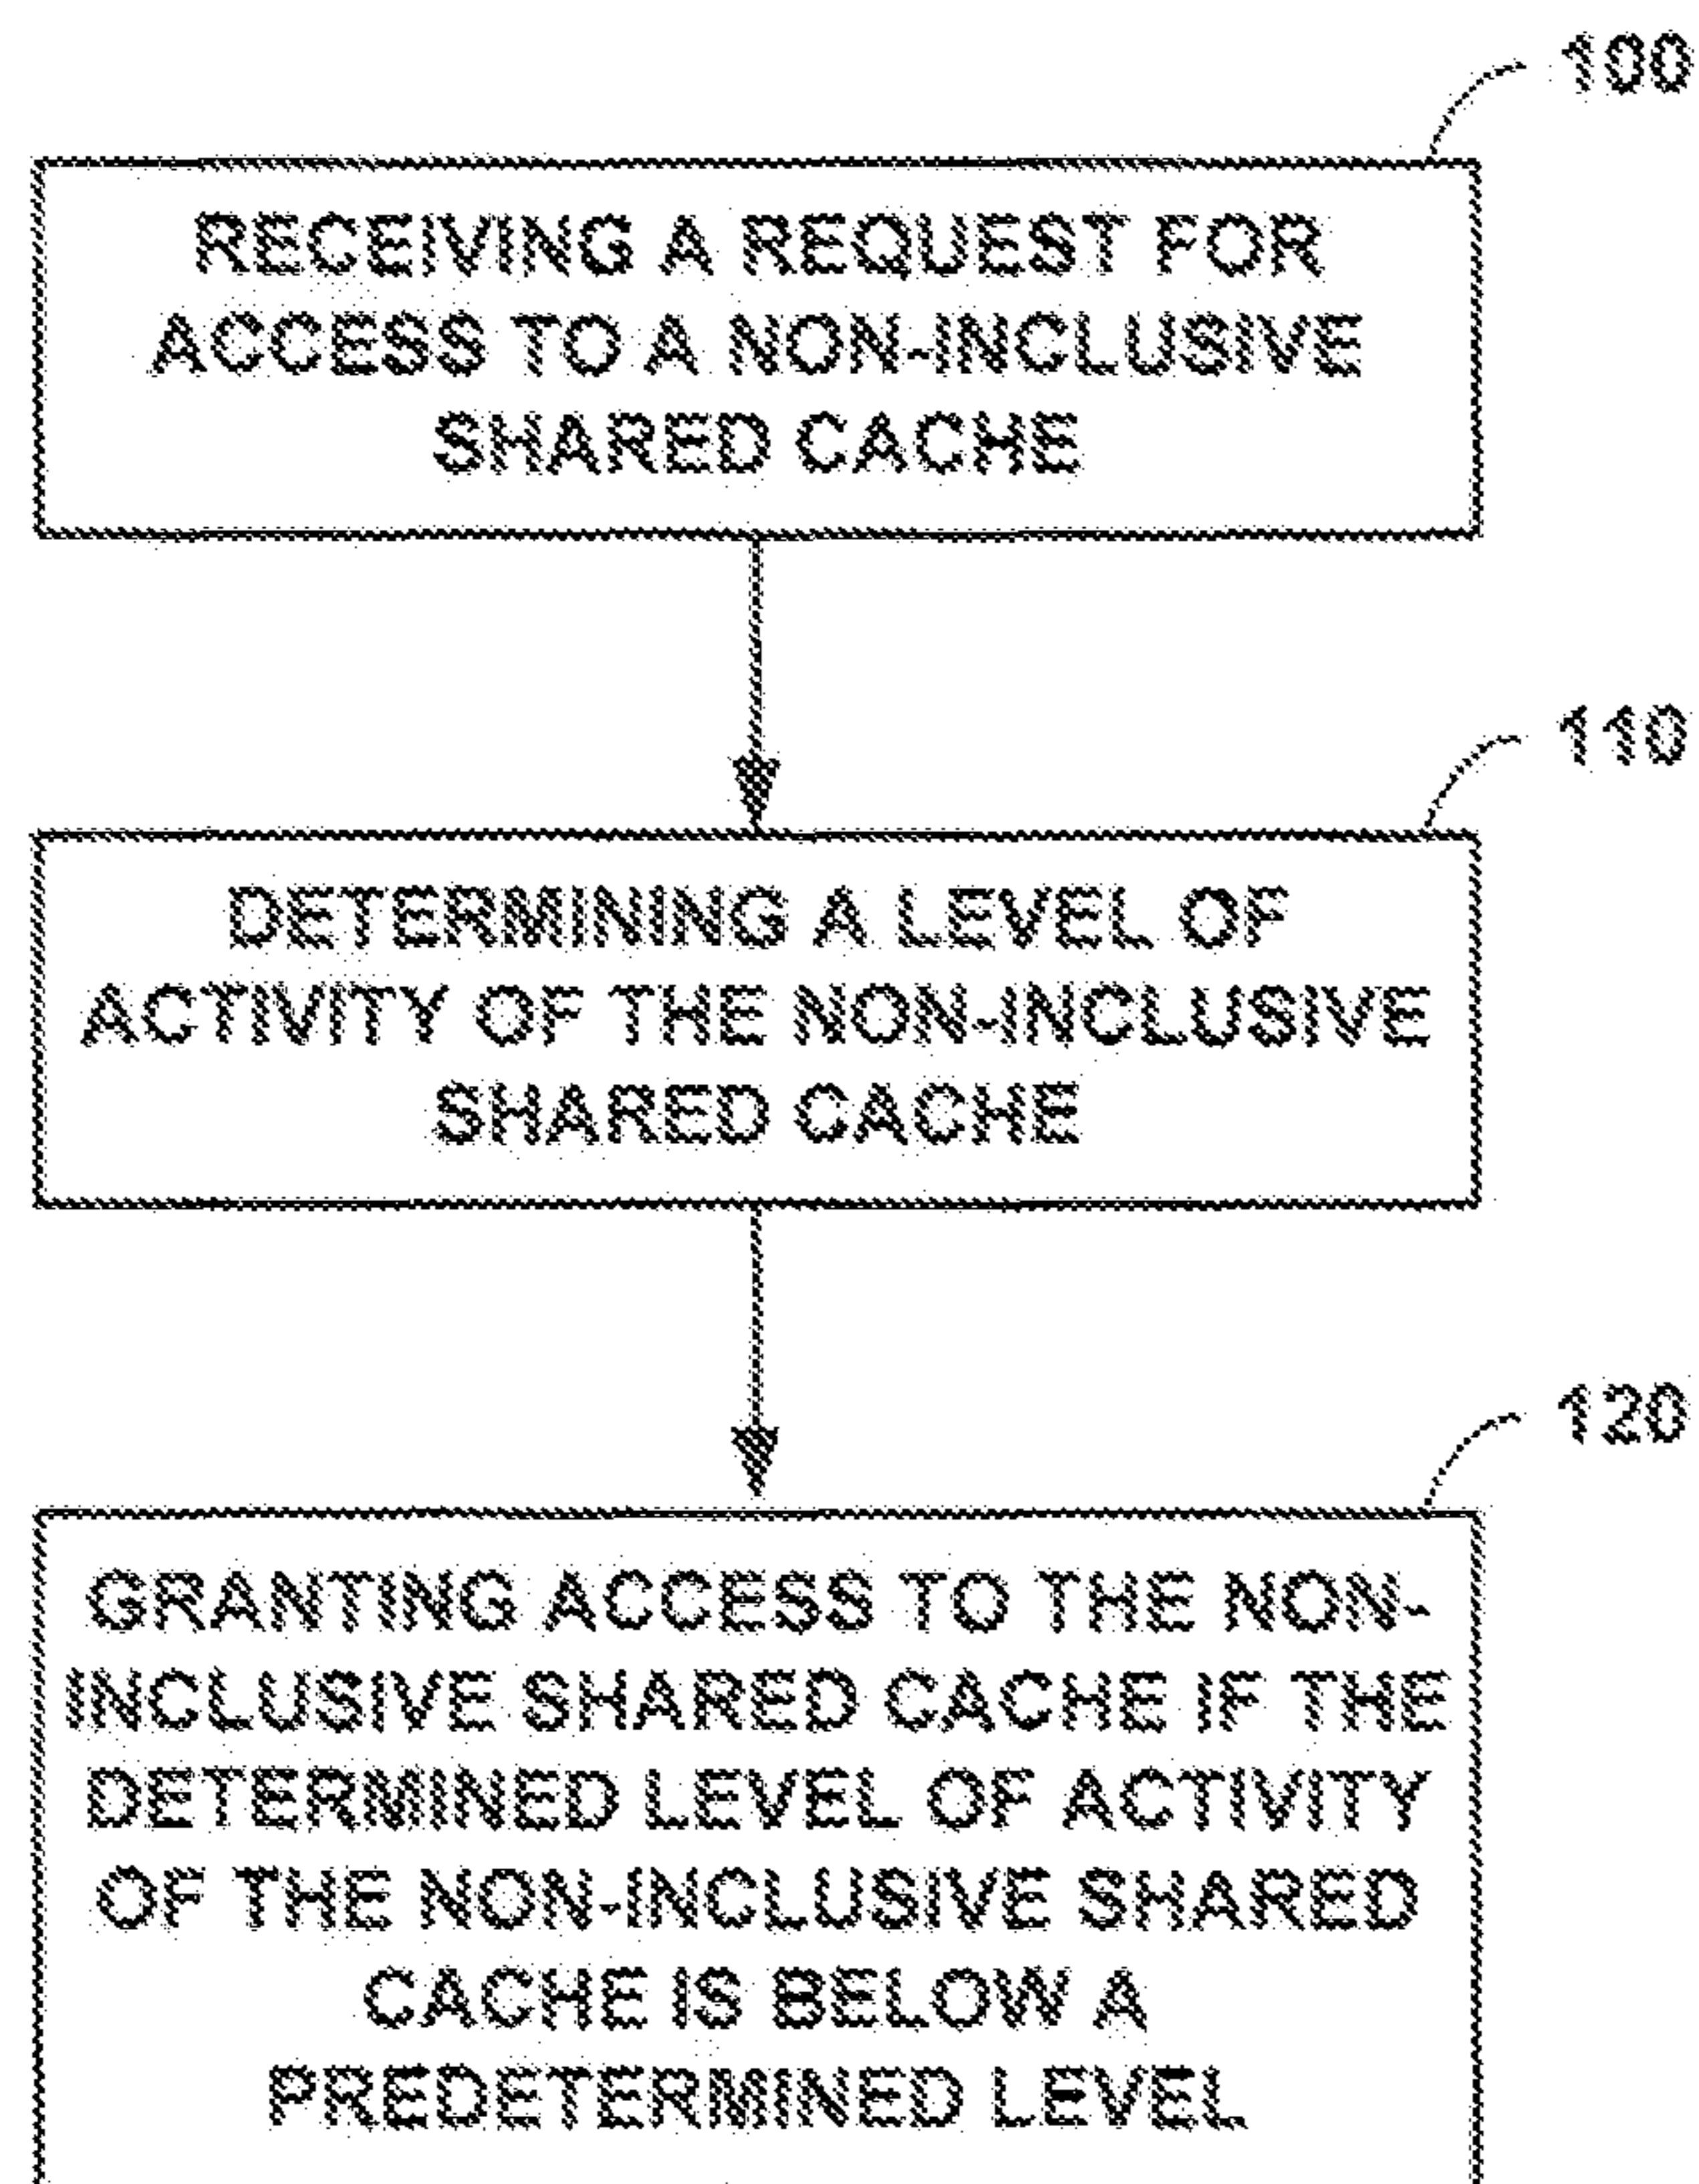 100
RECEIVING A REQUEST FOR
ACCESS TO A NON-INCLUSIVE
SHARED CACHE
110
DETERMINING A LEVEL OF
ACTIVITY OF THE NON-INCLUSIVE
SHARED CACHE
120
GRANTING ACCESS TO THE NON-
INCLUSIVE SHARED CACHE IF THE
DETERMINED LEVEL OF ACTIVITY
OF THE NON-INCLUSIVE SHARED
CACHE IS BELOW A
PREDETERMINED LEVEL